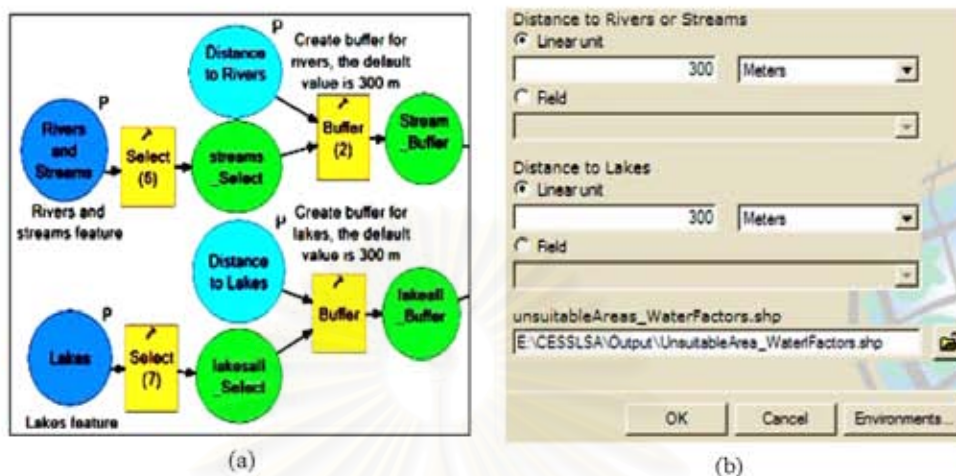 P
Distance
to Rivers
Create buffer for
rivers, the default
value is 300 m
P
Rivers
and
Streams
Select
(6)
streams
_Select
Buffer
(2)
Stream
_Buffer
Rivers and
streams feature
P
Distance
to Lakes
Create buffer for
lakes, the default
value is 300 m
P
Lakes
Select
(7)
lakesall
_Select
Buffer
lakeall
_Buffer
Lakes feature
(a)
Distance to Rivers or Streams
Linear unit
300 Meters
Field
Distance to Lakes
Linear unit
300 Meters
Field
unsuitableAreas_WaterFactors.shp
E:\CESSLSA\Output\UnsuitableArea_WaterlFactors.shp
OK Cancel Environments...
(b)